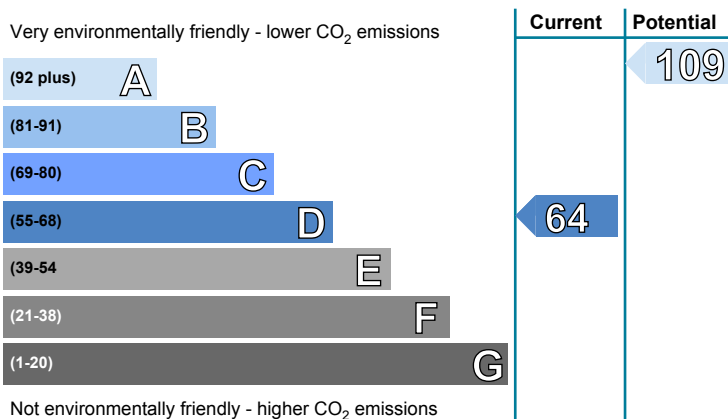 Current Potential
Very environmentally friendly - lower CO2 emissions
109
(92 plus) A
(81-91) B
(69-80) C
(55-68) D 64
(39-54 E
(21-38) F
(1-20) G
Not environmentally friendly - higher CO2 emissions